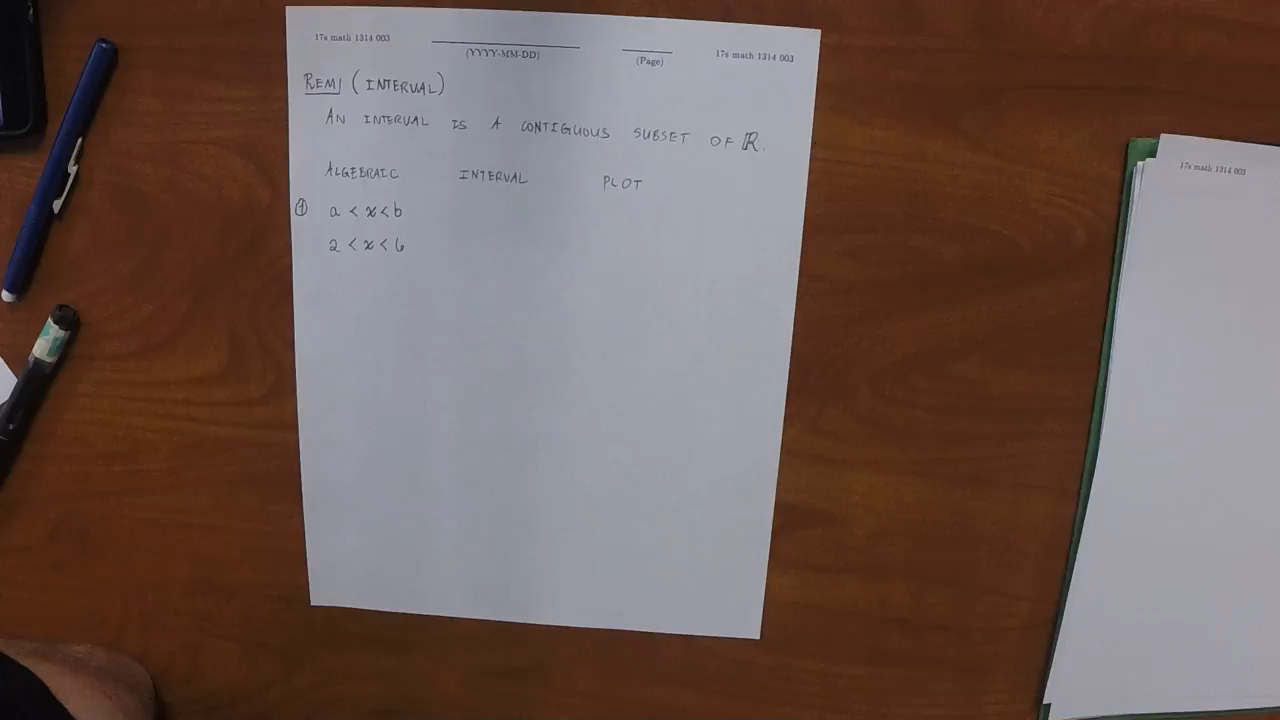 17s math 1314 003 (YYYY-MM-DD) (Page) 17s math 1314 003
REM (INTERVAL)
AN INTERVAL IS A CONTIGUOUS SUBSET OF ℝ.
ALGEBRAIC INTERVAL PLOT
① a < x < b
2 < x < 6
17s math 1314 003